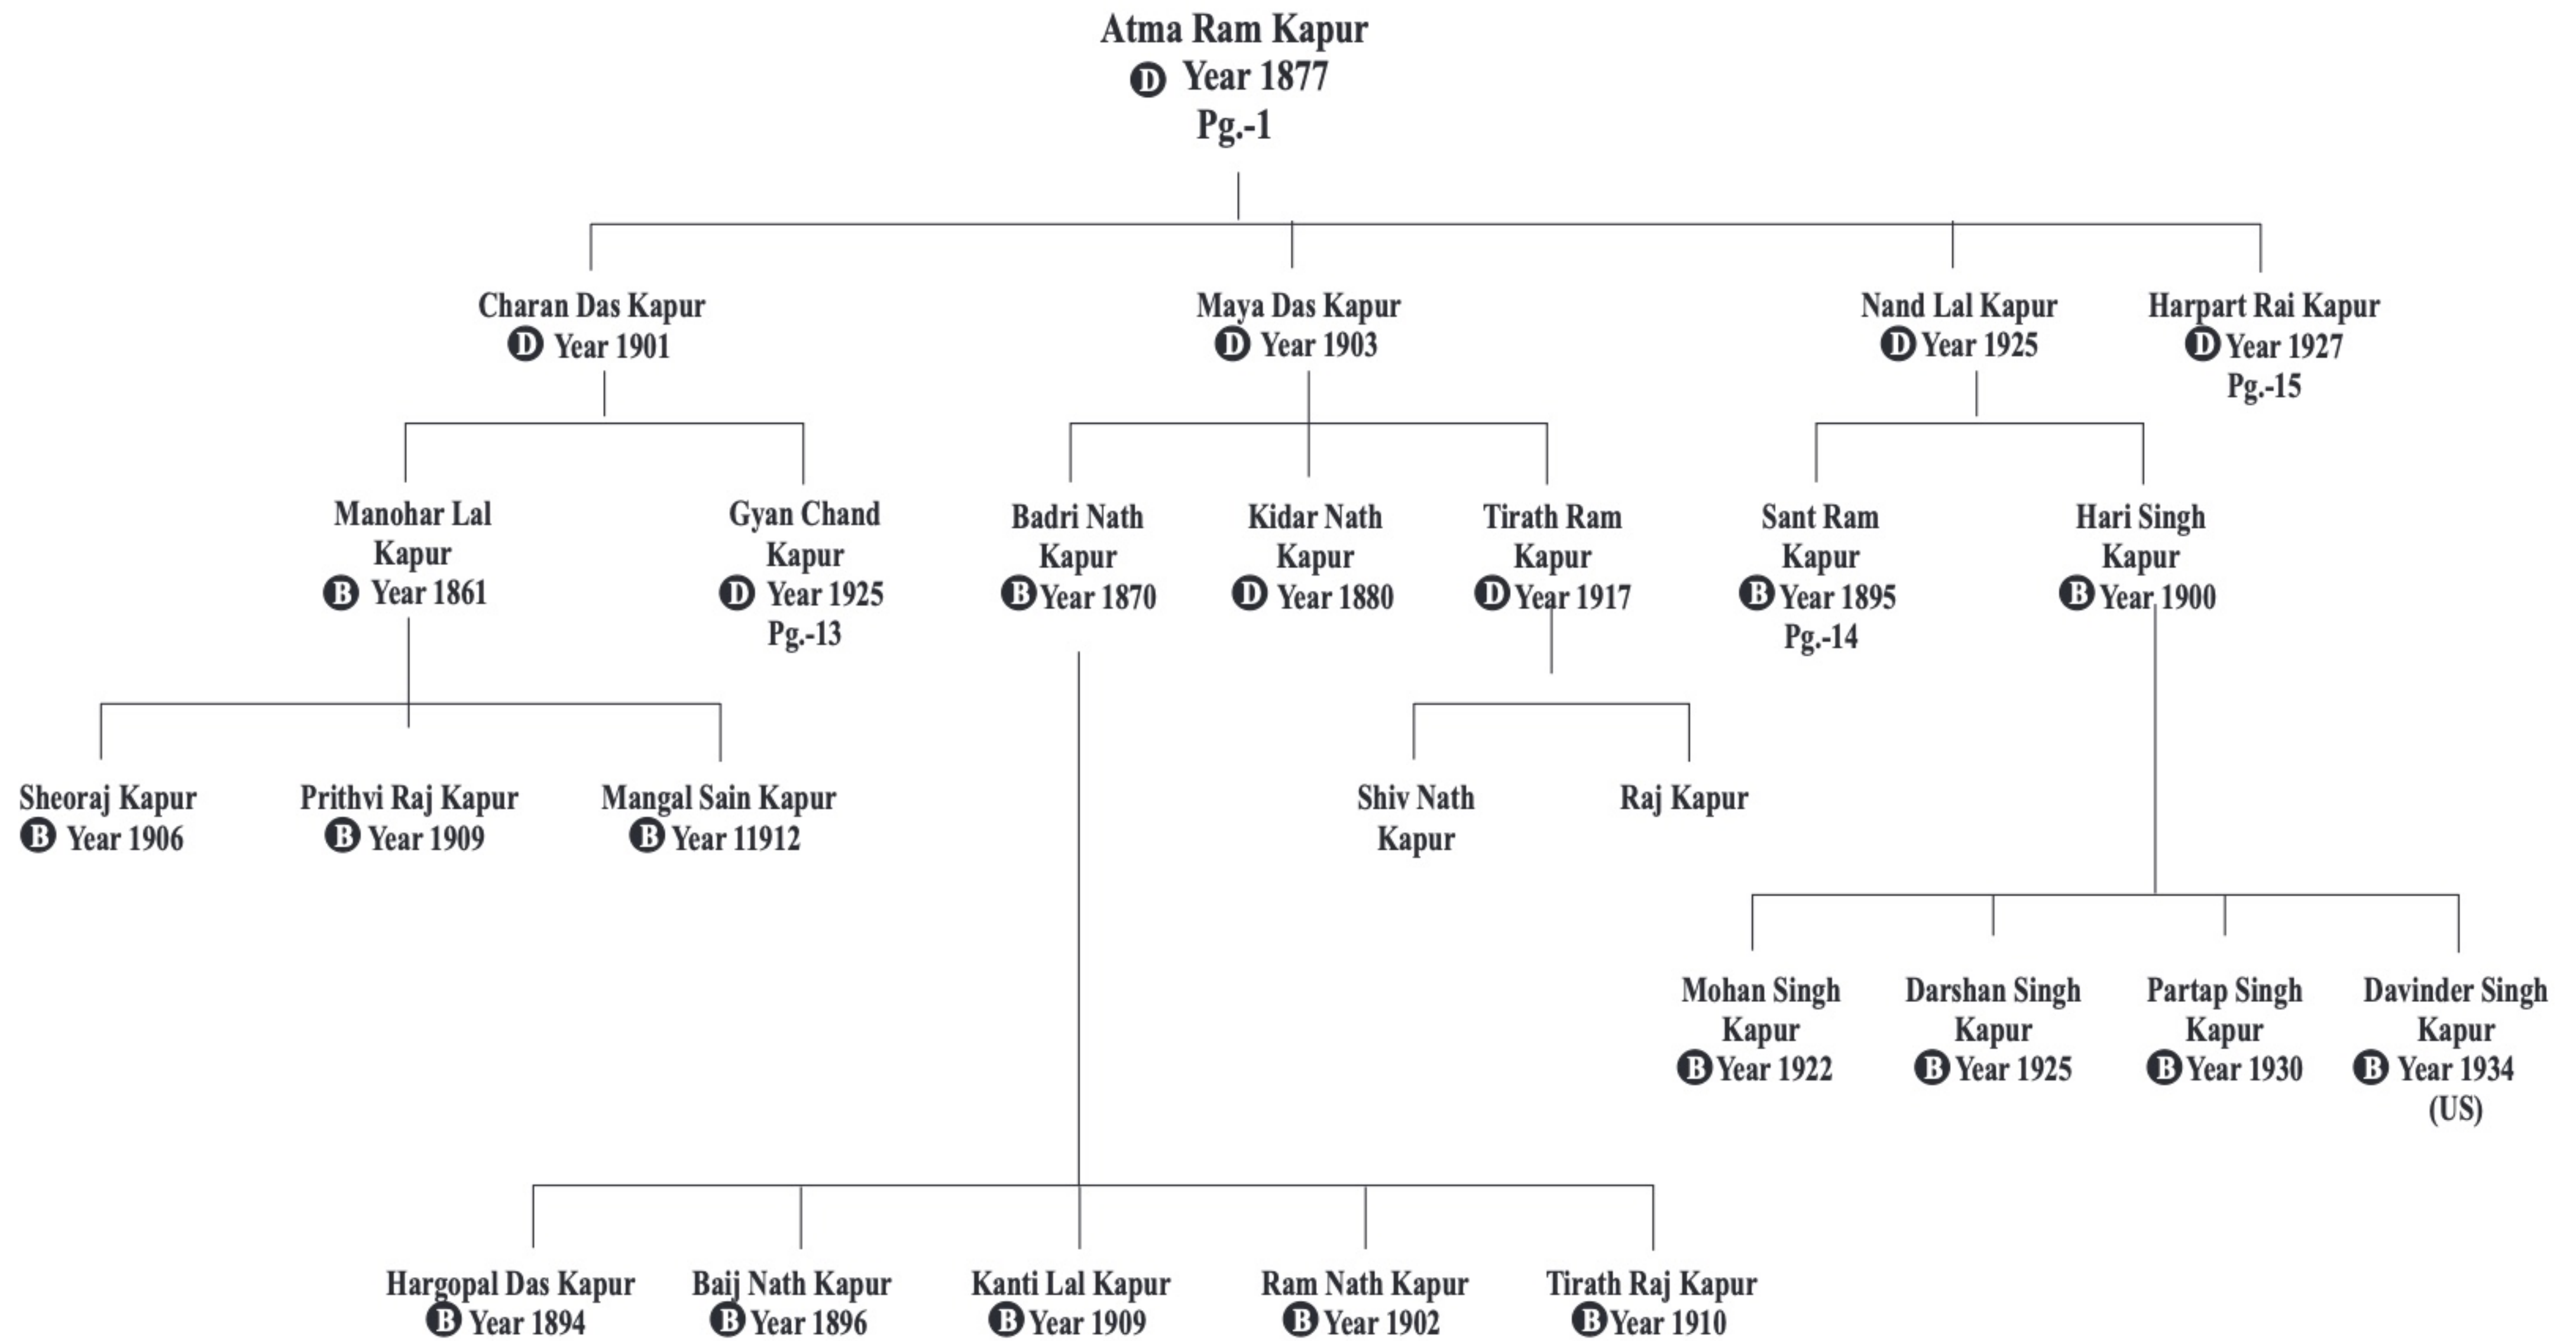 Atma Ram Kapur
D Year 1877
Pg.-1
Charan Das Kapur
D Year 1901
Maya Das Kapur
D Year 1903
Nand Lal Kapur
D Year 1925
Harpart Rai Kapur
D Year 1927
Pg.-15
Manohar Lal
Kapur
B Year 1861
Gyan Chand
Kapur
D Year 1925
Pg.-13
Badri Nath
Kapur
B Year 1870
Kidar Nath
Kapur
D Year 1880
Tirath Ram
Kapur
D Year 1917
Sant Ram
Kapur
B Year 1895
Pg.-14
Hari Singh
Kapur
B Year 1900
Sheoraj Kapur
B Year 1906
Prithvi Raj Kapur
B Year 1909
Mangal Sain Kapur
B Year 11912
Shiv Nath
Kapur
Raj Kapur
Mohan Singh
Kapur
B Year 1922
Darshan Singh
Kapur
B Year 1925
Partap Singh
Kapur
B Year 1930
Davinder Singh
Kapur
B Year 1934
(US)
Hargopal Das Kapur
B Year 1894
Baij Nath Kapur
B Year 1896
Kanti Lal Kapur
B Year 1909
Ram Nath Kapur
B Year 1902
Tirath Raj Kapur
B Year 1910